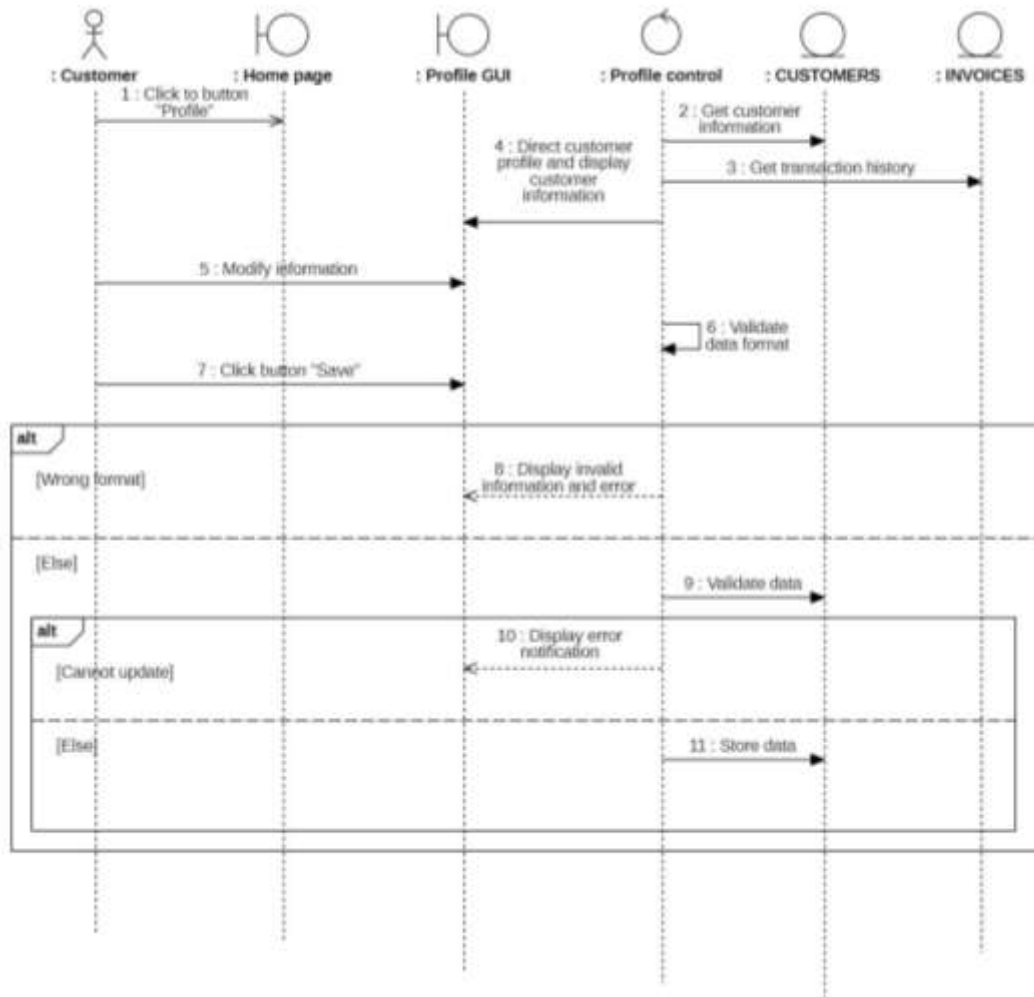 : Customer
: Home page
: Profile GUI
: Profile control
: CUSTOMERS
: INVOICES
1 : Click to button
"Profile"
2 : Get customer
information
3 : Get transaction history
4 : Direct customer
profile and display
customer
information
5 : Modify information
6 : Validate
data format
7 : Click button "Save"
alt
[Wrong format]
8 : Display invalid
information and error
[Else]
9 : Validate data
alt
10 : Display error
notification
[Cannot update]
[Else]
11 : Store data